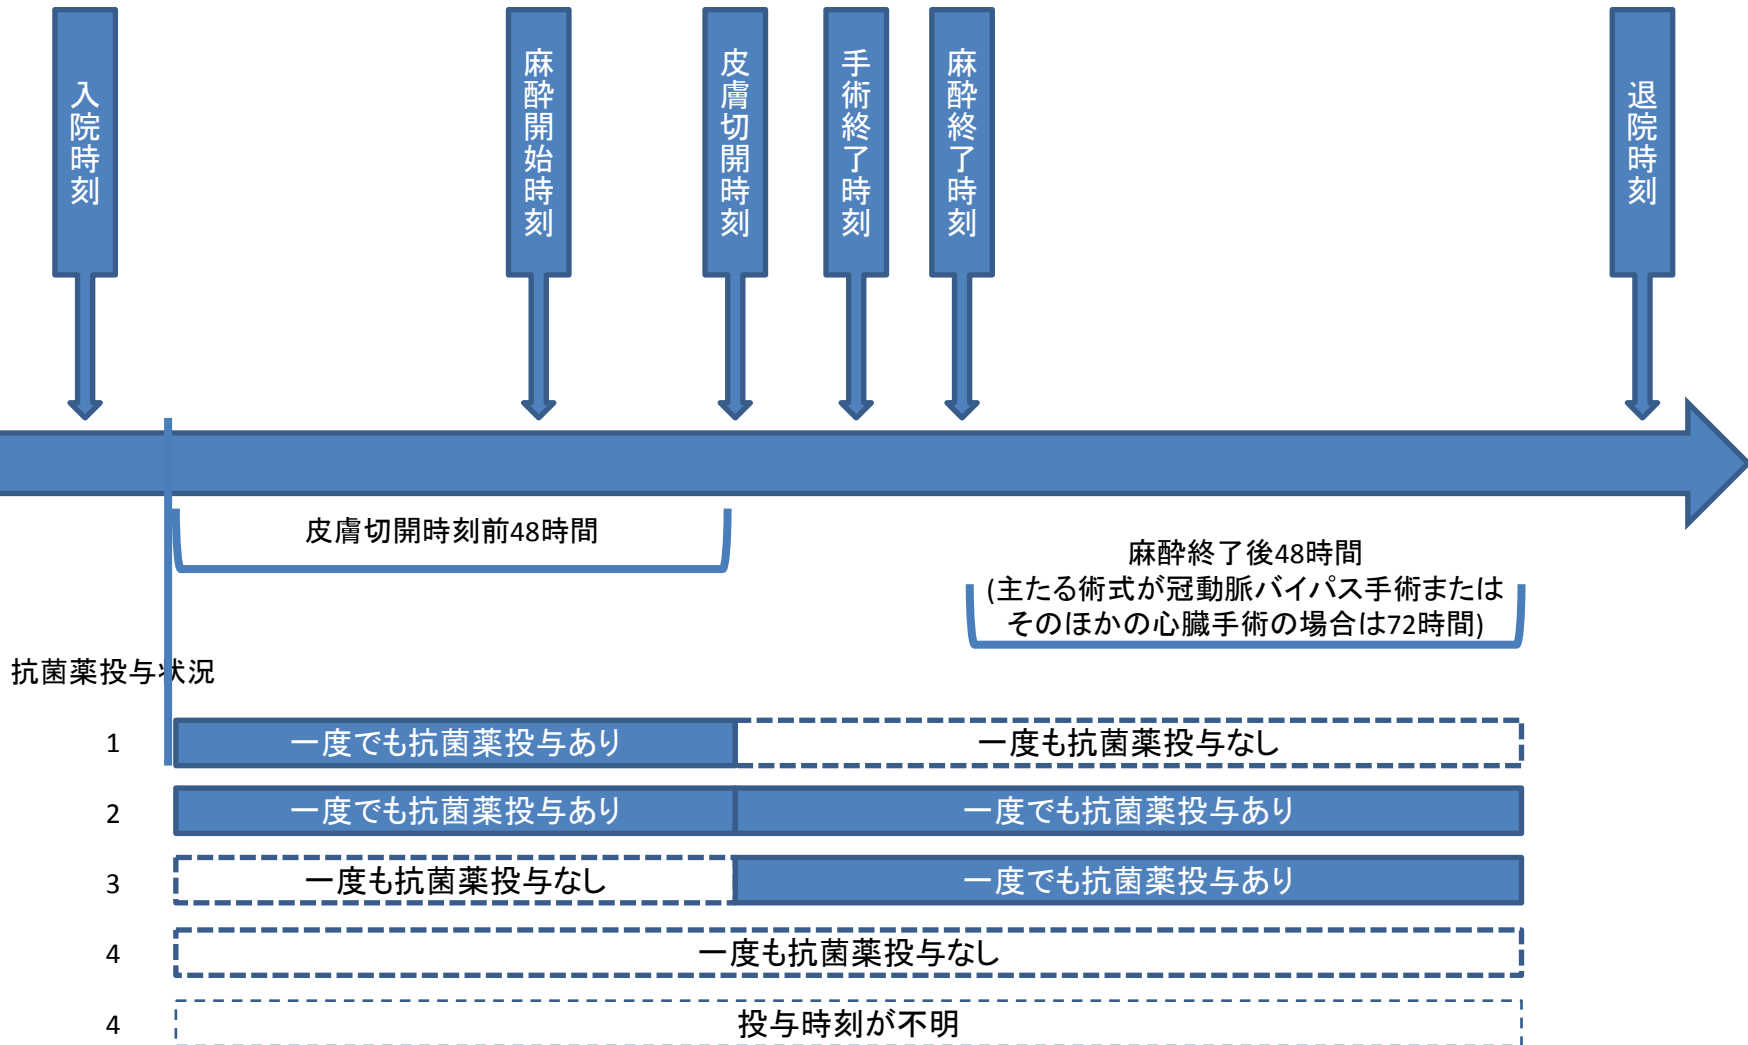 入院時刻
麻酔開始時刻
皮膚切開時刻
手術終了時刻
麻酔終了時刻
退院時刻
皮膚切開時刻前48時間
麻酔終了後48時間
(主たる術式が冠動脈バイパス手術または
そのほかの心臓手術の場合は72時間)
抗菌薬投与状況
1 一度でも抗菌薬投与あり 一度も抗菌薬投与なし
2 一度でも抗菌薬投与あり 一度でも抗菌薬投与あり
3 一度も抗菌薬投与なし 一度でも抗菌薬投与あり
4 一度も抗菌薬投与なし
4 投与時刻が不明